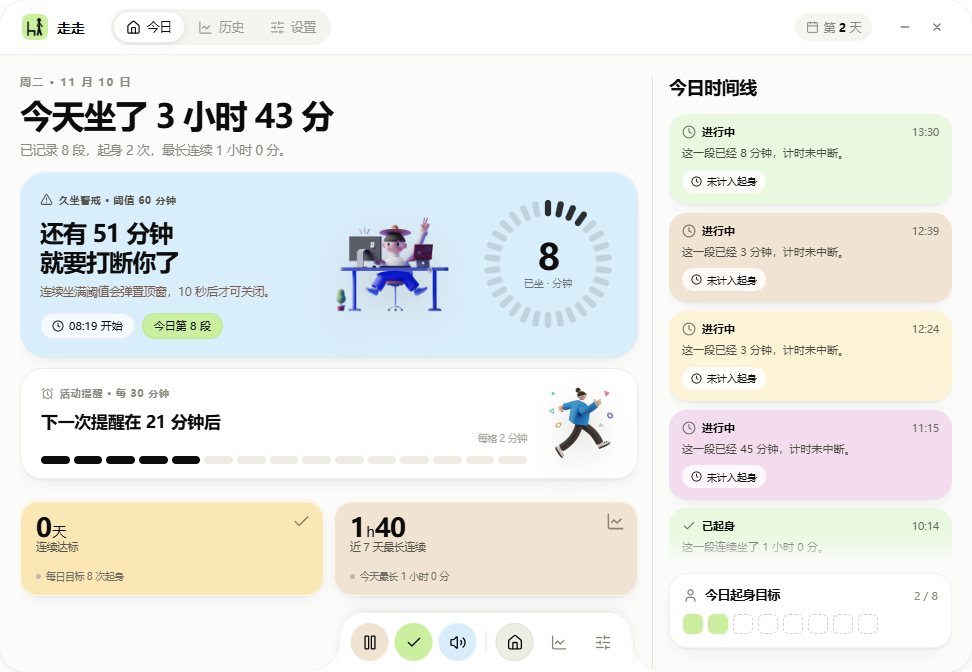 走走
今日
历史
设置
第 2 天
周二 • 11 月 10 日
今天坐了 3 小时 43 分
已记录 8 段，起身 2 次，最长连续 1 小时 0 分。
久坐警戒 • 阈值 60 分钟
还有 51 分钟
就要打断你了
连续坐满阈值会弹置顶窗，10 秒后才可关闭。
08:19 开始
今日第 8 段
8
已坐 · 分钟
活动提醒 • 每 30 分钟
下一次提醒在 21 分钟后
每格 2 分钟
0天
连续达标
每日目标 8 次起身
1h40
近 7 天最长连续
今天最长 1 小时 0 分
今日时间线
进行中 13:30
这一段已经 8 分钟，计时未中断。
未计入起身
进行中 12:39
这一段已经 3 分钟，计时未中断。
未计入起身
进行中 12:24
这一段已经 3 分钟，计时未中断。
未计入起身
进行中 11:15
这一段已经 45 分钟，计时未中断。
未计入起身
已起身 10:14
这一段连续坐了 1 小时 0 分。
今日起身目标 2 / 8